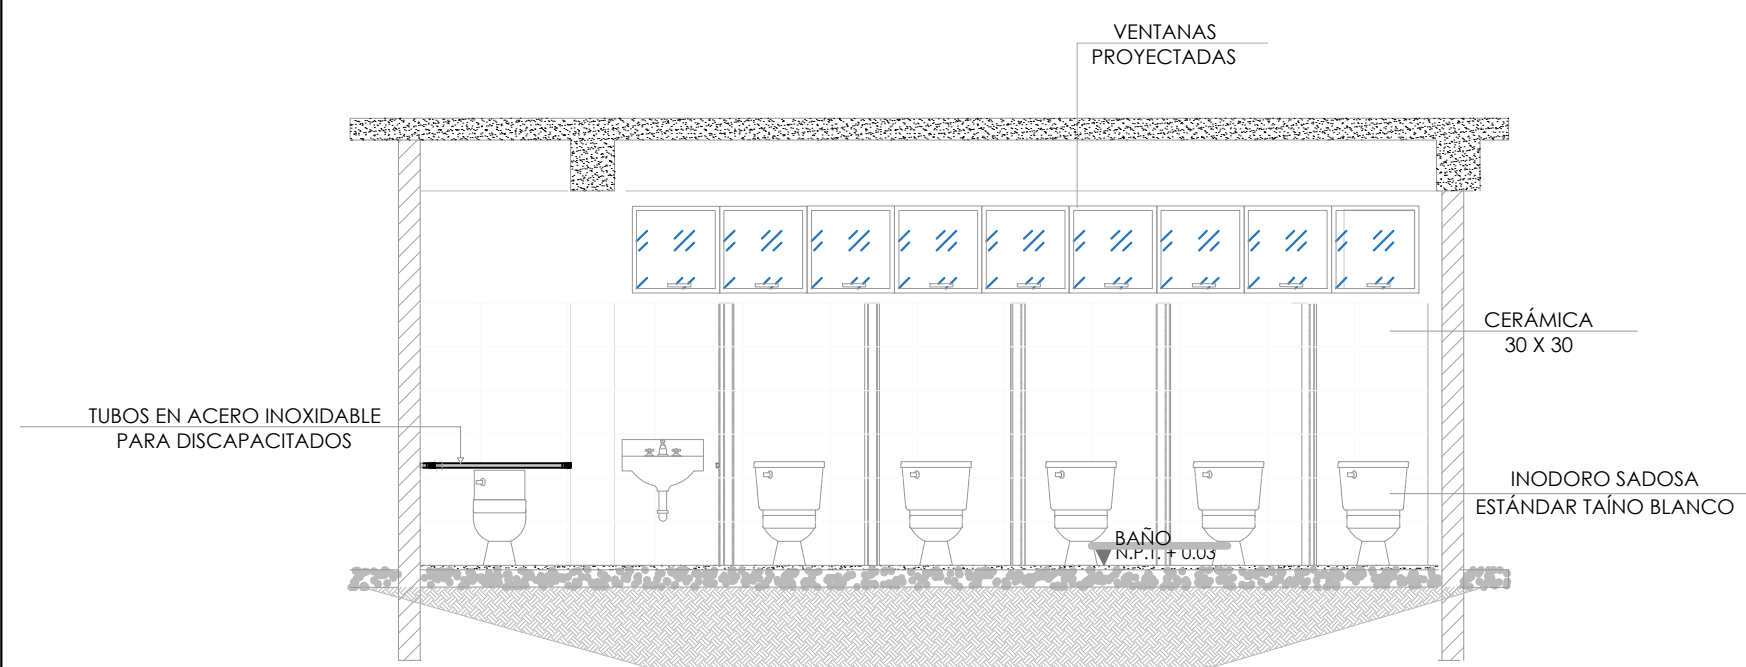 VENTANAS
PROYECTADAS
CERÁMICA
30 X 30
TUBOS EN ACERO INOXIDABLE
PARA DISCAPACITADOS
INODORO SADOSA
ESTÁNDAR TAÍNO BLANCO
BAÑO
N.P.T. + 0.03